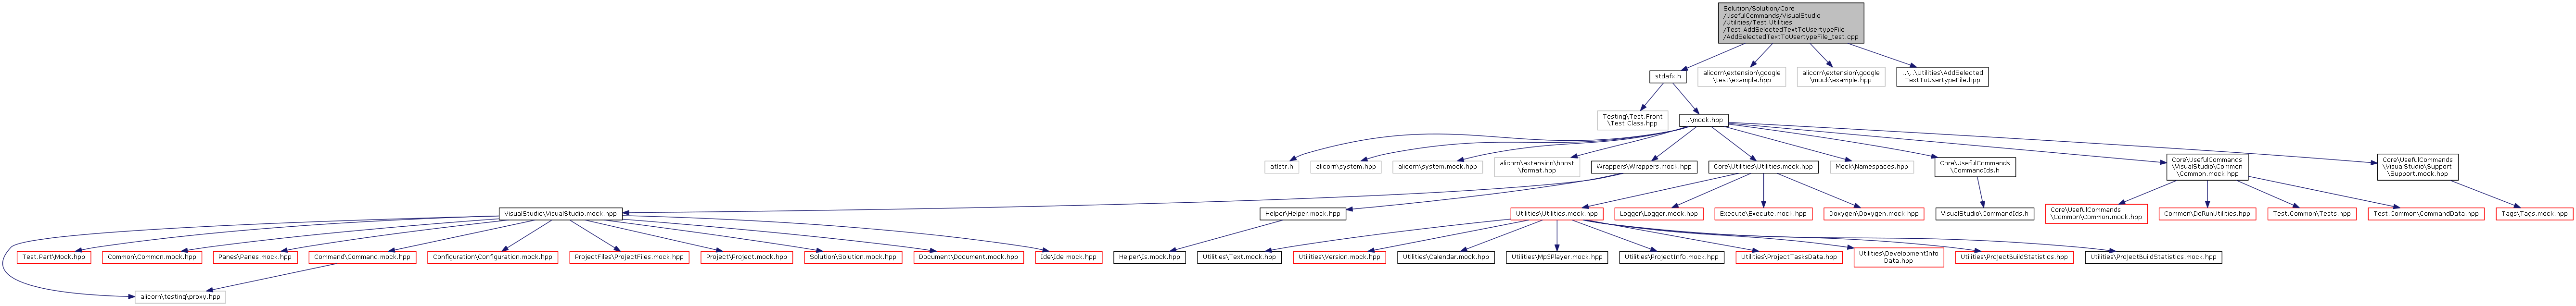 Solution/Solution/Core
/UsefulCommands/VisualStudio
/Utilities/Test.Utilities
/Test.AddSelectedTextToUsertypeFile
/AddSelectedTextToUsertypeFile_test.cpp
stdafx.h
alicorn\extension\google
\test\example.hpp
alicorn\extension\google
\mock\example.hpp
..\..\Utilities\AddSelected
TextToUsertypeFile.hpp
Testing\Test.Front
\Test.Class.hpp
..\mock.hpp
atlstr.h
alicorn\system.hpp
alicorn\system.mock.hpp
alicorn\extension\boost
\format.hpp
Wrappers\Wrappers.mock.hpp
Core\Utilities\Utilities.mock.hpp
Mock\Namespaces.hpp
Core\UsefulCommands
\CommandIds.h
Core\UsefulCommands
\VisualStudio\Common
\Common.mock.hpp
Core\UsefulCommands
\VisualStudio\Support
\Support.mock.hpp
VisualStudio\VisualStudio.mock.hpp
Helper\Helper.mock.hpp
Utilities\Utilities.mock.hpp
Logger\Logger.mock.hpp
Execute\Execute.mock.hpp
Doxygen\Doxygen.mock.hpp
VisualStudio\CommandIds.h
Core\UsefulCommands
\Common\Common.mock.hpp
Common\DoRunUtilities.hpp
Test.Common\Tests.hpp
Test.Common\CommandData.hpp
Tags\Tags.mock.hpp
Test.Part\Mock.hpp
Common\Common.mock.hpp
Panes\Panes.mock.hpp
Command\Command.mock.hpp
Configuration\Configuration.mock.hpp
ProjectFiles\ProjectFiles.mock.hpp
Project\Project.mock.hpp
Solution\Solution.mock.hpp
Document\Document.mock.hpp
Ide\Ide.mock.hpp
Helper\Is.mock.hpp
Utilities\Text.mock.hpp
Utilities\Version.mock.hpp
Utilities\Calendar.mock.hpp
Utilities\Mp3Player.mock.hpp
Utilities\ProjectInfo.mock.hpp
Utilities\ProjectTasksData.hpp
Utilities\DevelopmentInfo
Data.hpp
Utilities\ProjectBuildStatistics.hpp
Utilities\ProjectBuildStatistics.mock.hpp
alicorn\testing\proxy.hpp